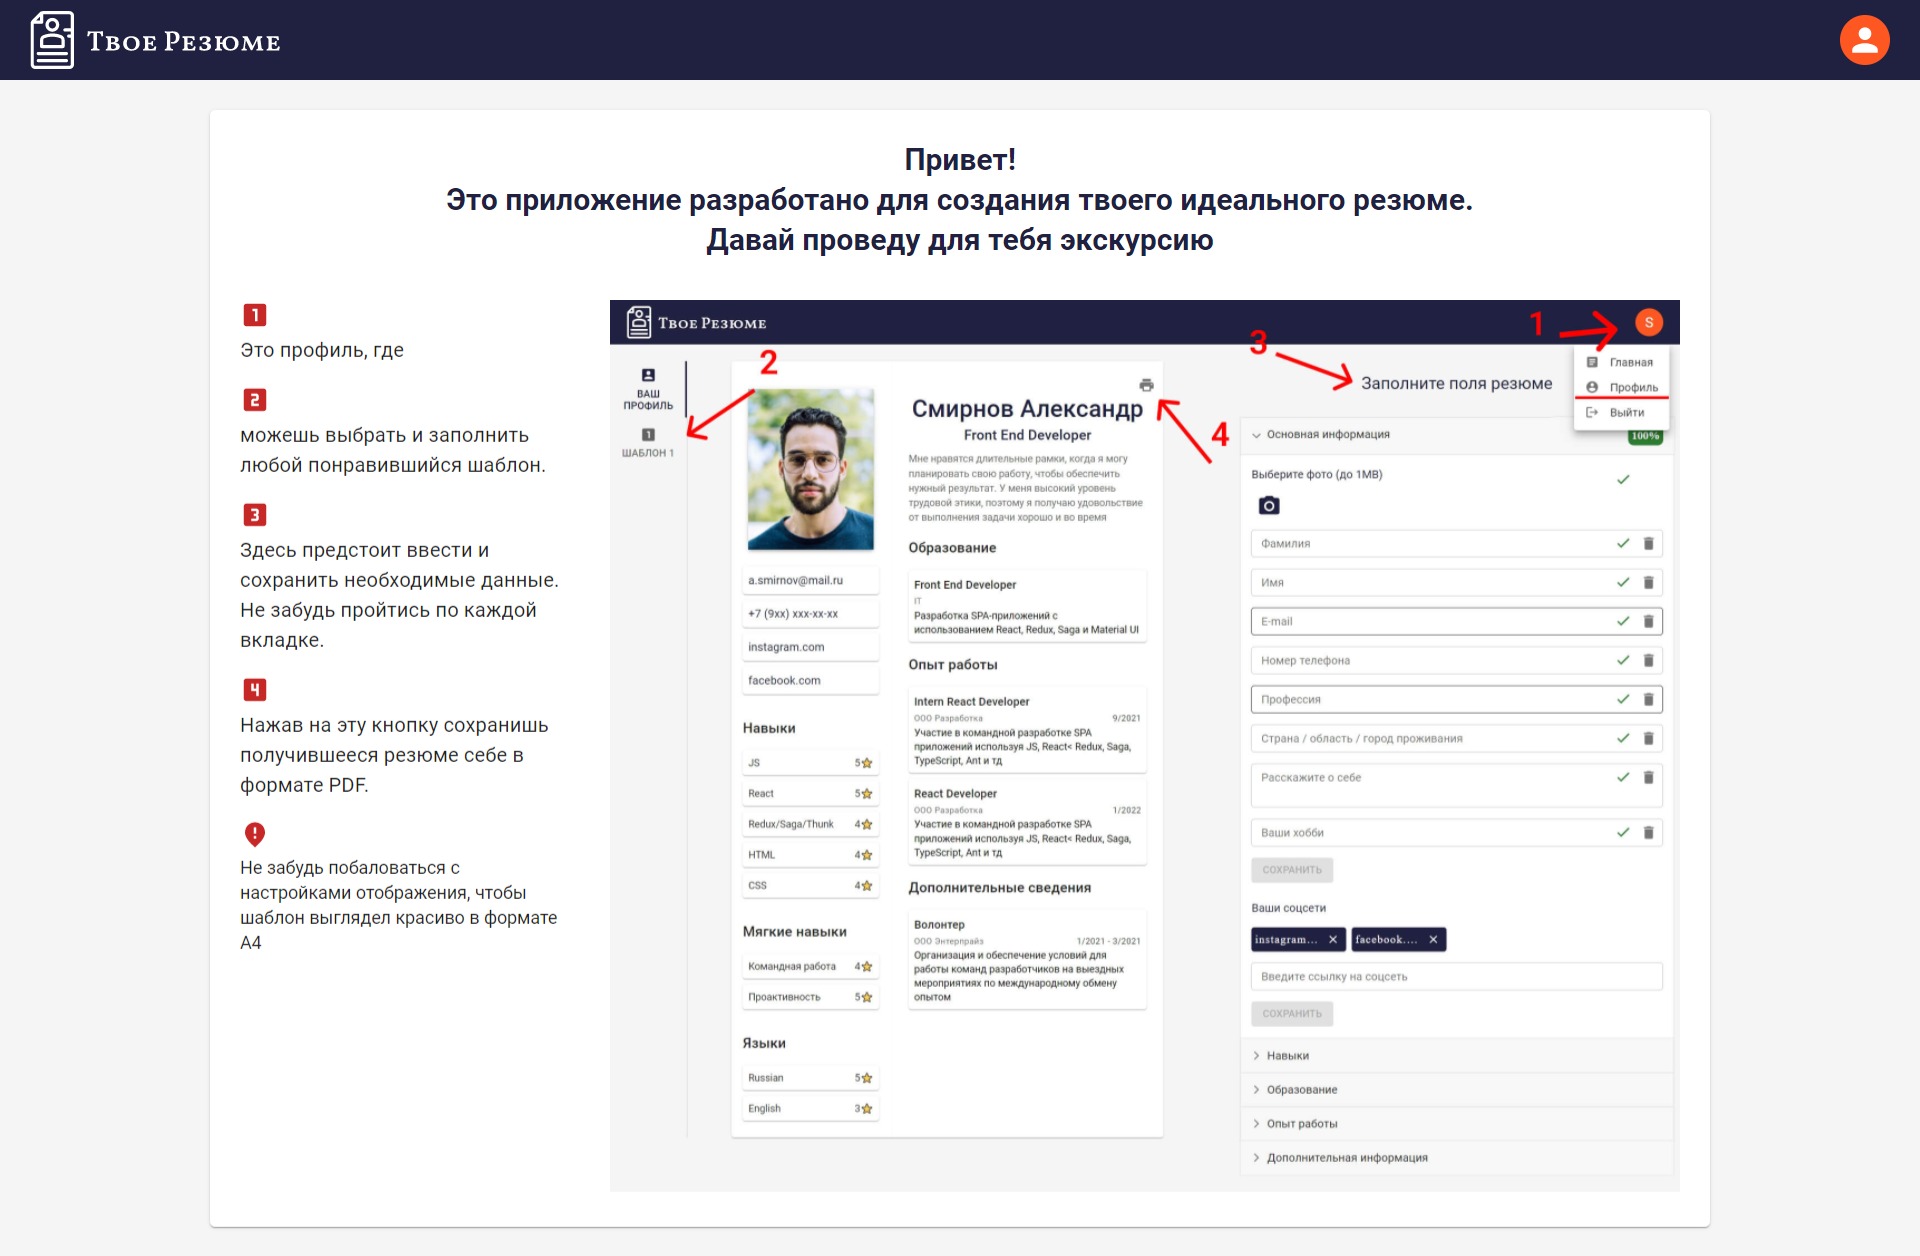 Твое Резюме
Привет!
Это приложение разработано для создания твоего идеального резюме.
Давай проведу для тебя экскурсию
1
Это профиль, где
2
можешь выбрать и заполнить
любой понравившийся шаблон.
3
Здесь предстоит ввести и
сохранить необходимые данные.
Не забудь пройтись по каждой
вкладке.
4
Нажав на эту кнопку сохранишь
получившееся резюме себе в
формате PDF.
!
Не забудь побаловаться с
настройками отображения, чтобы
шаблон выглядел красиво в формате
А4
Твое Резюме
1
S
Главная
Профиль
Выйти
2
3
4
ВАШ
ПРОФИЛЬ
1
ШАБЛОН 1
a.smirnov@mail.ru
+7 (9xx) xxx-xx-xx
instagram.com
facebook.com
Навыки
JS 5
React 5
Redux/Saga/Thunk 4
HTML 4
CSS 4
Мягкие навыки
Командная работа 4
Проактивность 5
Языки
Russian 5
English 3
Смирнов Александр
Front End Developer
Мне нравятся длительные рамки, когда я могу
планировать свою работу, чтобы обеспечить
нужный результат. У меня высокий уровень
трудовой этики, поэтому я получаю удовольствие
от выполнения задачи хорошо и во время
Образование
Front End Developer
IT
Разработка SPA-приложений с
использованием React, Redux, Saga и Material UI
Опыт работы
Intern React Developer
ООО Разработка 9/2021
Участие в командной разработке SPA
приложений используя JS, React< Redux, Saga,
TypeScript, Ant и тд
React Developer
ООО Разработка 1/2022
Участие в командной разработке SPA
приложений используя JS, React< Redux, Saga,
TypeScript, Ant и тд
Дополнительные сведения
Волонтер
ООО Энтерпрайз 1/2021 - 3/2021
Организация и обеспечение условий для
работы команд разработчиков на выездных
мероприятиях по международному обмену
опытом
Заполните поля резюме
Основная информация 100%
Выберите фото (до 1MB)
Фамилия
Имя
E-mail
Номер телефона
Профессия
Страна / область / город проживания
Расскажите о себе
Ваши хобби
СОХРАНИТЬ
Ваши соцсети
instagram... facebook....
Введите ссылку на соцсеть
СОХРАНИТЬ
Навыки
Образование
Опыт работы
Дополнительная информация